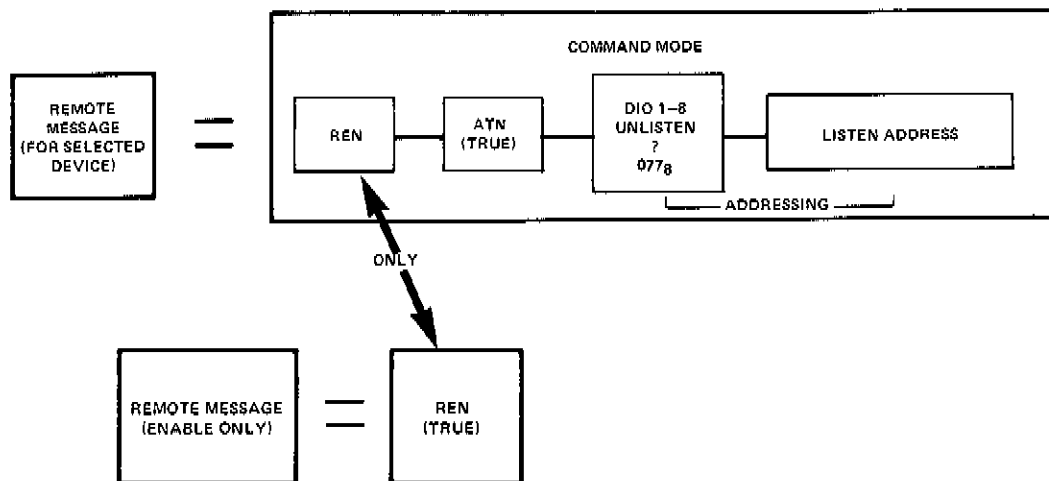 COMMAND MODE
REMOTE
MESSAGE
(FOR SELECTED
DEVICE)
=
REN
ATN
(TRUE)
DIO 1–8
UNLISTEN
?
077₈
LISTEN ADDRESS
ADDRESSING
ONLY
REMOTE MESSAGE
(ENABLE ONLY)
=
REN
(TRUE)